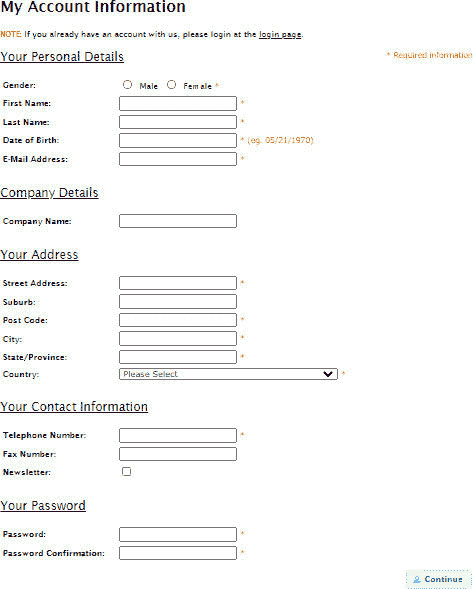 My Account Information
NOTE: If you already have an account with us, please login at the login page.
Your Personal Details * Required information
Gender: Male Female *
First Name: *
Last Name: *
Date of Birth: * (eg. 05/21/1970)
E-Mail Address: *
Company Details
Company Name:
Your Address
Street Address: *
Suburb:
Post Code: *
City: *
State/Province: *
Country: Please Select *
Your Contact Information
Telephone Number: *
Fax Number:
Newsletter:
Your Password
Password: *
Password Confirmation: *
Continue